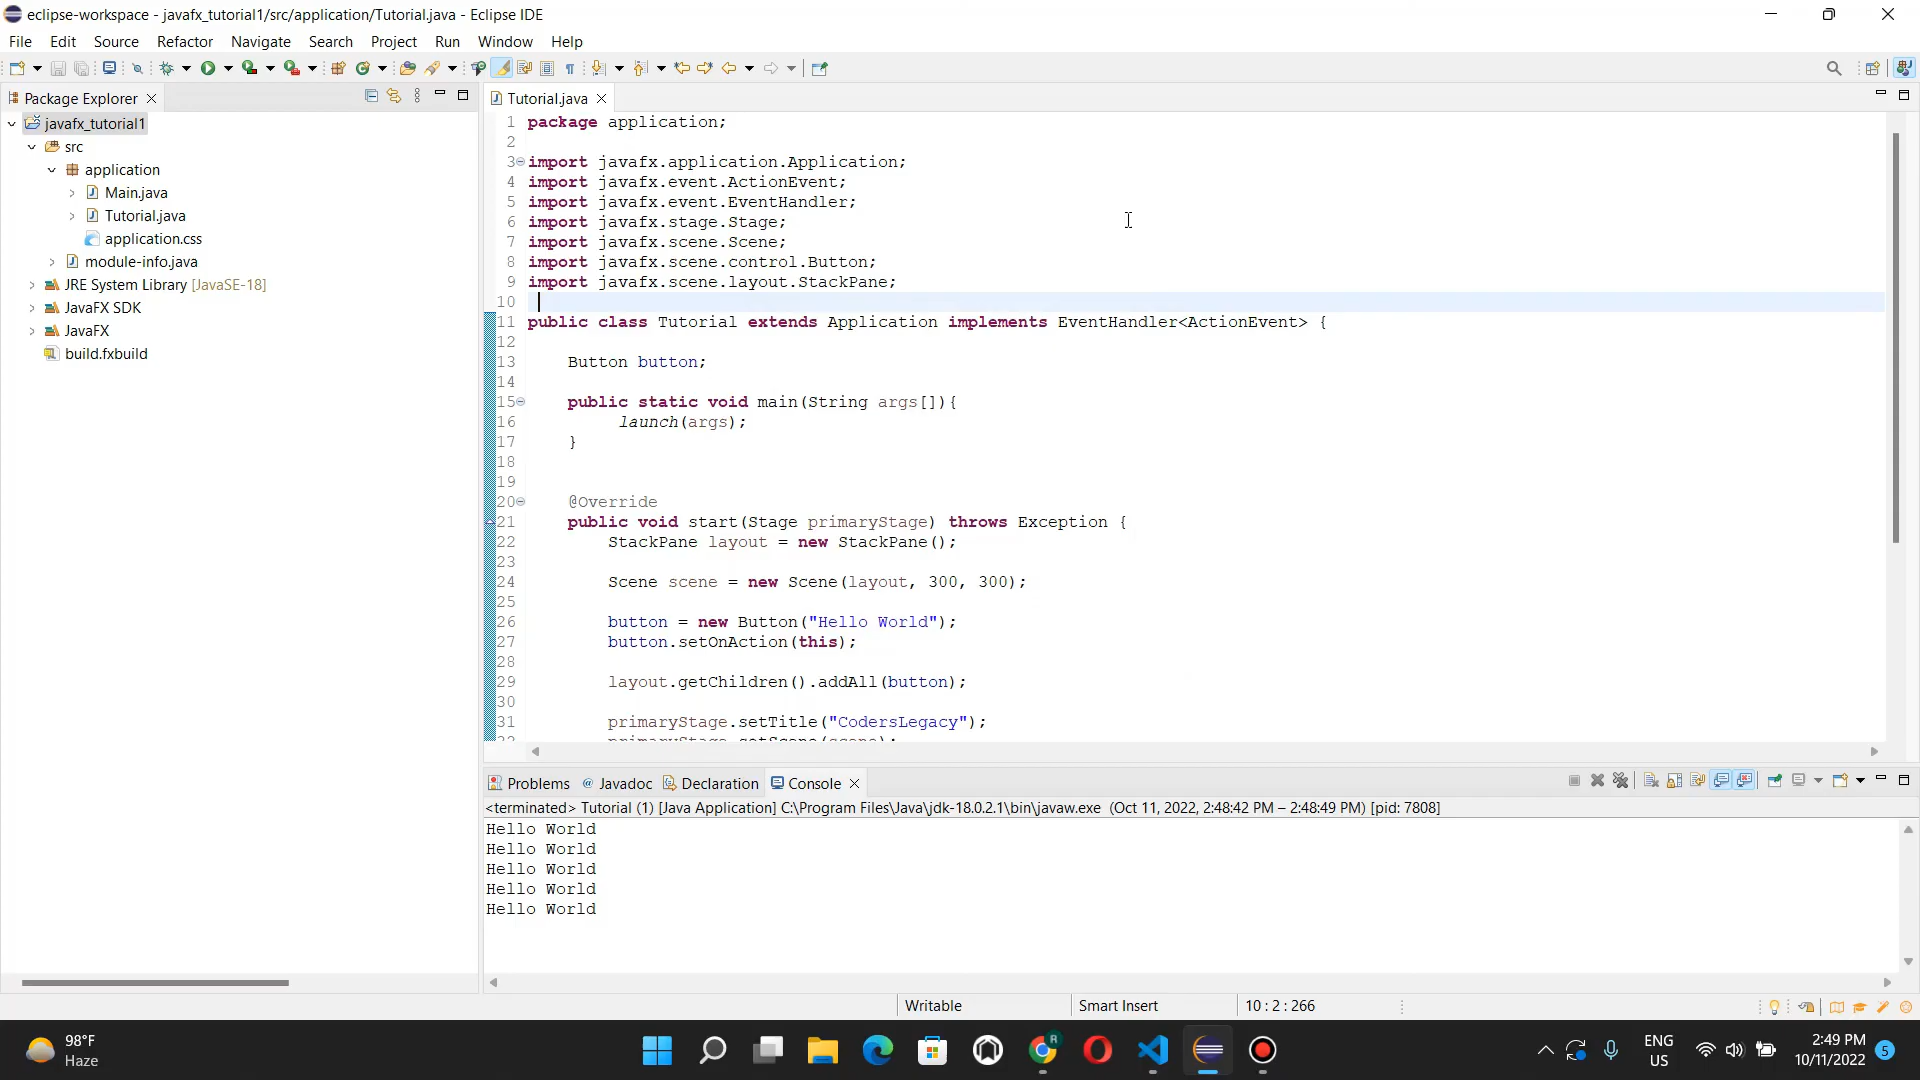 eclipse-workspace - javafx_tutorial1/src/application/Tutorial.java - Eclipse IDE
File Edit Source Refactor Navigate Search Project Run Window Help
Package Explorer
javafx_tutorial1
src
application
Main.java
Tutorial.java
application.css
module-info.java
JRE System Library [JavaSE-18]
JavaFX SDK
JavaFX
build.fxbuild
Tutorial.java
1 package application;
2
3 import javafx.application.Application;
4 import javafx.event.ActionEvent;
5 import javafx.event.EventHandler;
6 import javafx.stage.Stage;
7 import javafx.scene.Scene;
8 import javafx.scene.control.Button;
9 import javafx.scene.layout.StackPane;
10
11 public class Tutorial extends Application implements EventHandler<ActionEvent> {
12
13 Button button;
14
15 public static void main(String args[]){
16 launch(args);
17 }
18
19
20 @Override
21 public void start(Stage primaryStage) throws Exception {
22 StackPane layout = new StackPane();
23
24 Scene scene = new Scene(layout, 300, 300);
25
26 button = new Button("Hello World");
27 button.setOnAction(this);
28
29 layout.getChildren().addAll(button);
30
31 primaryStage.setTitle("CodersLegacy");
32 primaryStage.setScene(scene);
Problems Javadoc Declaration Console
<terminated> Tutorial (1) [Java Application] C:\Program Files\Java\jdk-18.0.2.1\bin\javaw.exe (Oct 11, 2022, 2:48:42 PM – 2:48:49 PM) [pid: 7808]
Hello World
Hello World
Hello World
Hello World
Hello World
Writable Smart Insert 10 : 2 : 266
98°F
Haze
R
ENG
US
2:49 PM
10/11/2022
5